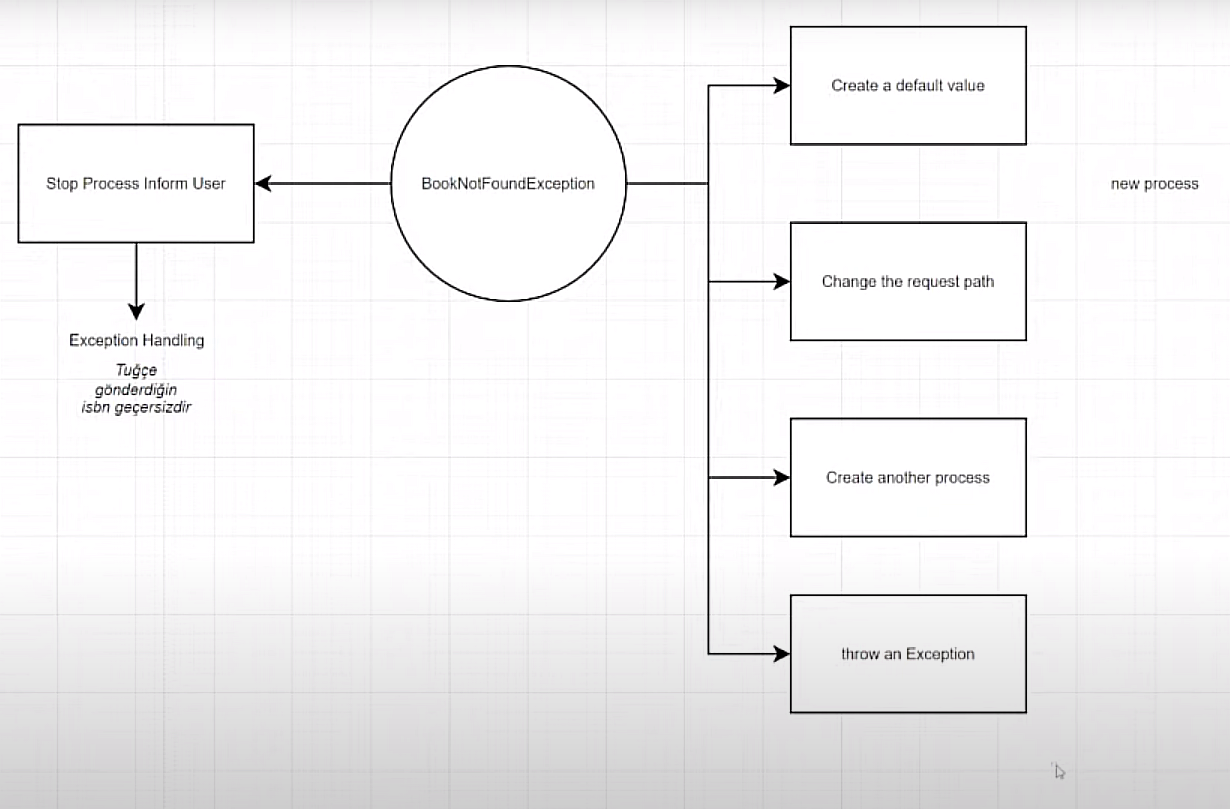 Create a default value
Stop Process Inform User
BookNotFoundException
new process
Change the request path
Exception Handling
Tuğçe
gönderdiğin
isbn geçersizdir
Create another process
throw an Exception